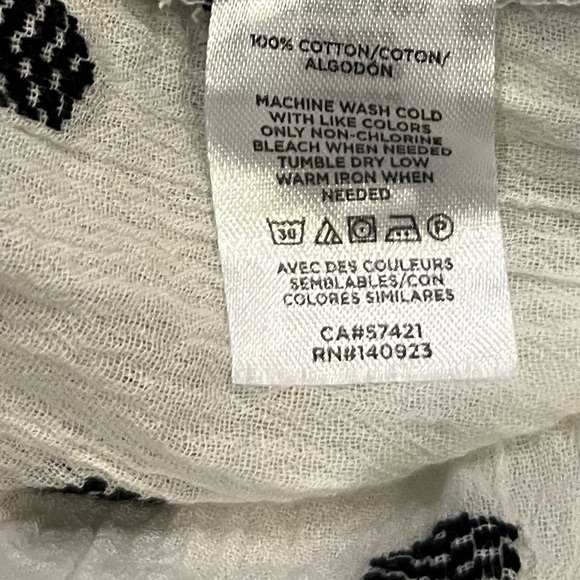 100% COTTON/COTON/
ALGODÓN
MACHINE WASH COLD
WITH LIKE COLORS
ONLY NON-CHLORINE
BLEACH WHEN NEEDED
TUMBLE DRY LOW
WARM IRON WHEN
NEEDED
30 P
AVEC DES COULEURS
SEMBLABLES/CON
COLORES SIMILARES
CA#57421
RN#140923